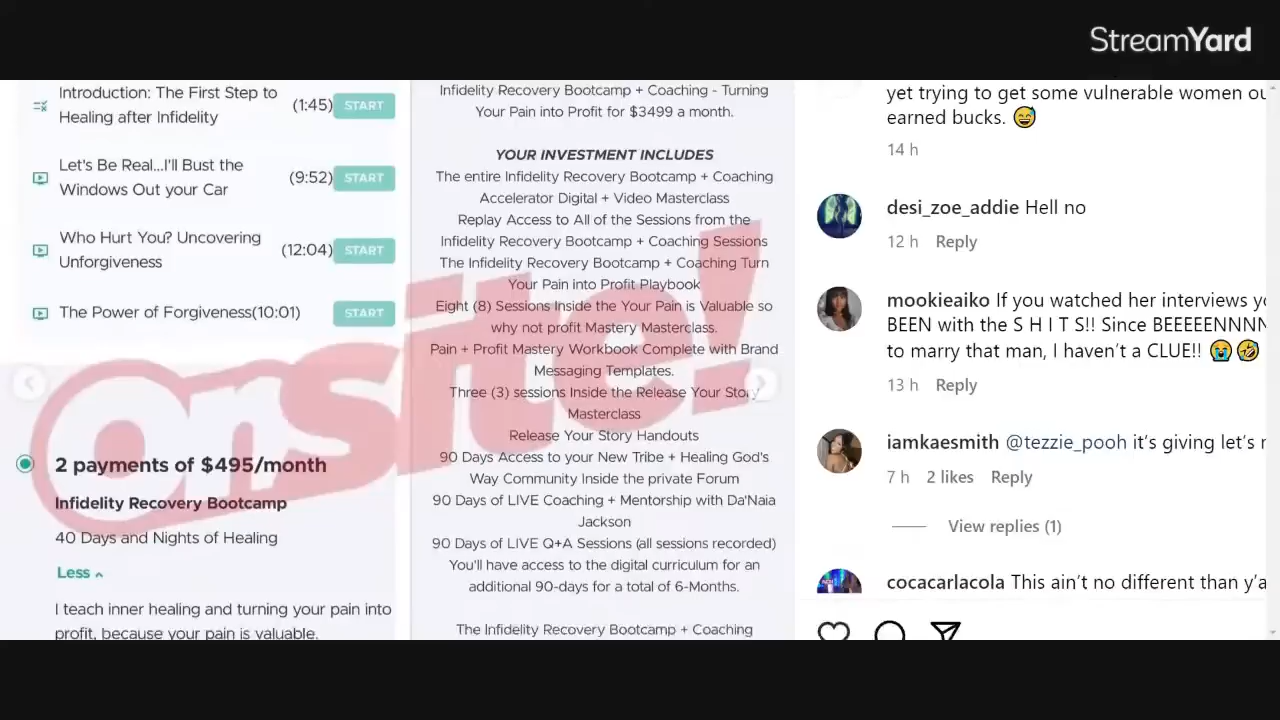 StreamYard
Introduction: The First Step to
Healing after Infidelity
(1:45)
START
Let's Be Real...I'll Bust the
Windows Out your Car
(9:52)
START
Who Hurt You? Uncovering
Unforgiveness
(12:04)
START
The Power of Forgiveness(10:01)
START
2 payments of $495/month
Infidelity Recovery Bootcamp
40 Days and Nights of Healing
Less
I teach inner healing and turning your pain into
profit, because your pain is valuable.
Infidelity Recovery Bootcamp + Coaching - Turning
Your Pain into Profit for $3499 a month.
YOUR INVESTMENT INCLUDES
The entire Infidelity Recovery Bootcamp + Coaching
Accelerator Digital + Video Masterclass
Replay Access to All of the Sessions from the
Infidelity Recovery Bootcamp + Coaching Sessions
The Infidelity Recovery Bootcamp + Coaching Turn
Your Pain into Profit Playbook
Eight (8) Sessions Inside the Your Pain is Valuable so
why not profit Mastery Masterclass.
Pain + Profit Mastery Workbook Complete with Brand
Messaging Templates.
Three (3) sessions Inside the Release Your Story
Masterclass
Release Your Story Handouts
90 Days Access to your New Tribe + Healing God's
Way Community Inside the private Forum
90 Days of LIVE Coaching + Mentorship with Da'Naia
Jackson
90 Days of LIVE Q+A Sessions (all sessions recorded)
You'll have access to the digital curriculum for an
additional 90-days for a total of 6-Months.
The Infidelity Recovery Bootcamp + Coaching
Onsite!
yet trying to get some vulnerable women ou
earned bucks. 😅
14 h
desi_zoe_addie Hell no
12 h Reply
mookieaiko If you watched her interviews yo
BEEN with the S H I T S!! Since BEEEEENNNN
to marry that man, I haven't a CLUE!! 😭🤣
13 h Reply
iamkaesmith @tezzie_pooh it's giving let's r
7 h 2 likes Reply
View replies (1)
cocacarlacola This ain't no different than y'a